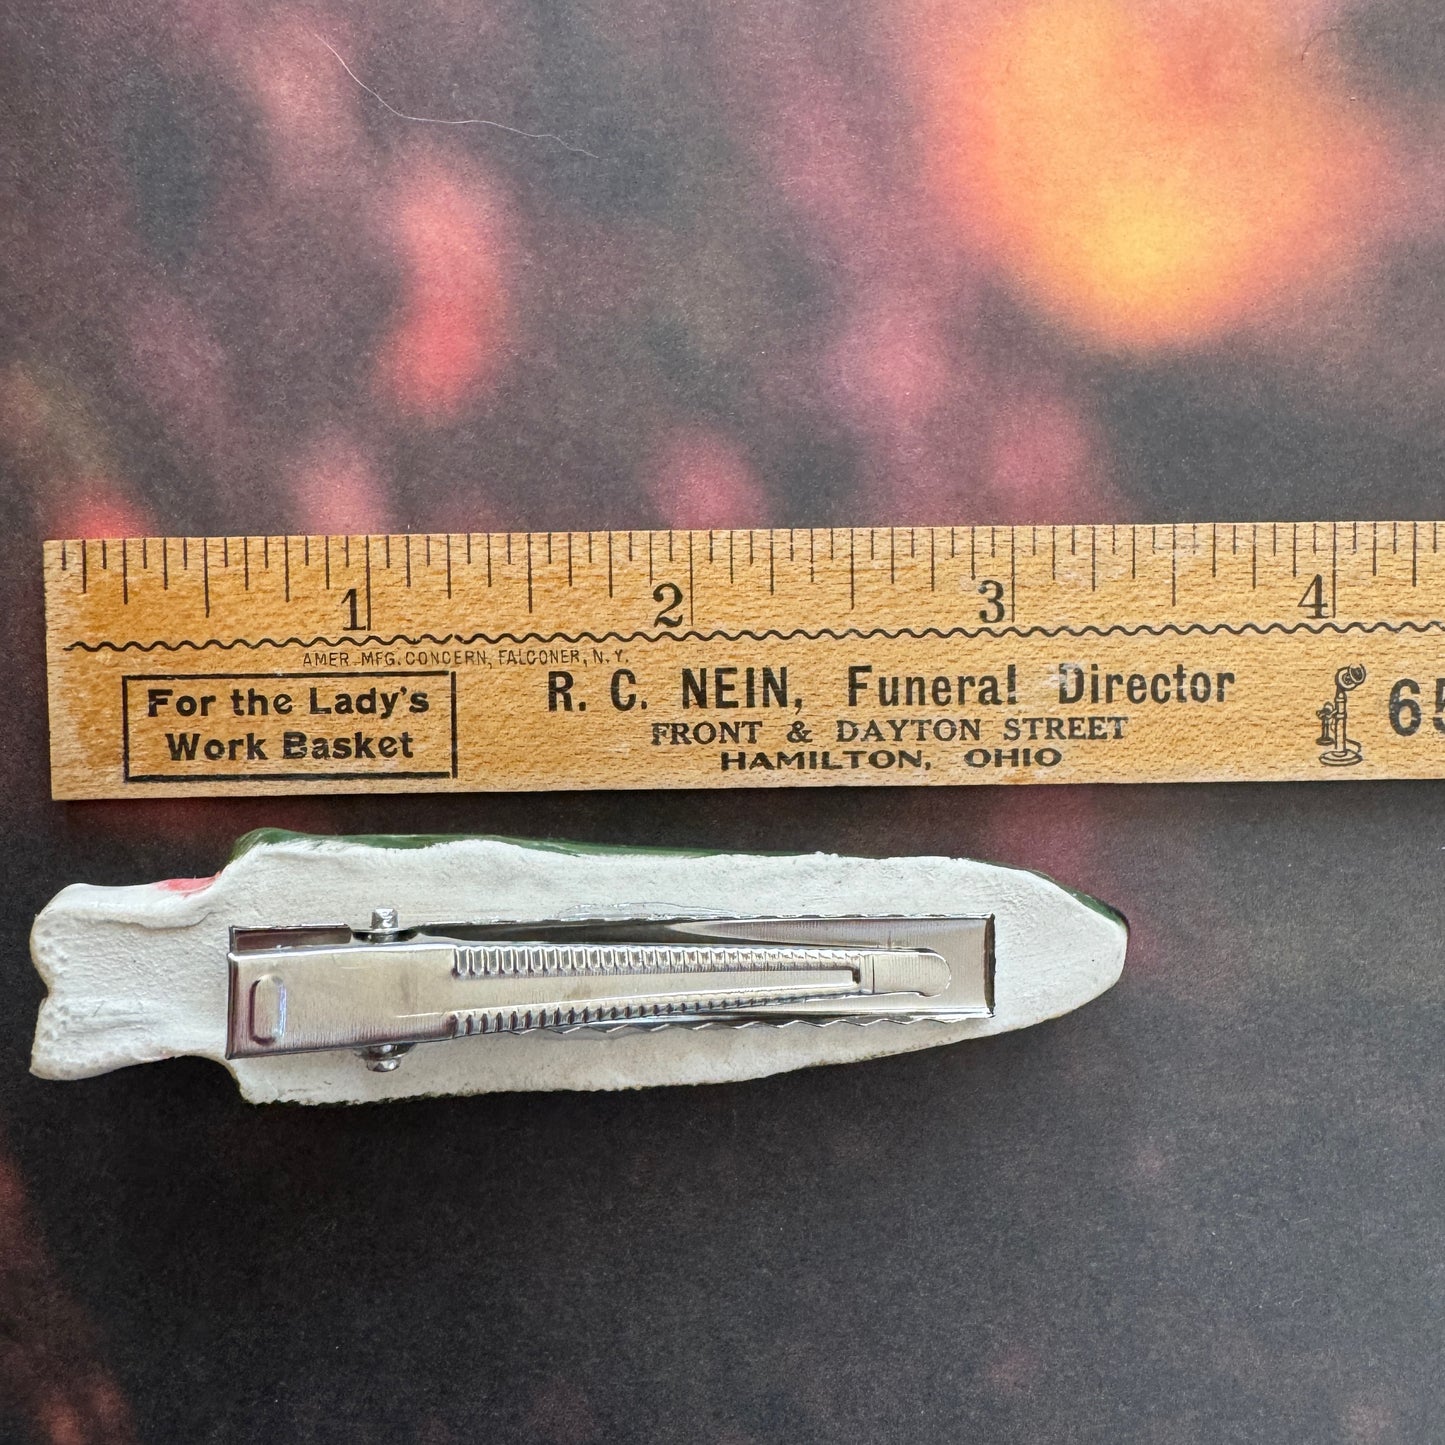 1 2 3 4
AMER. MFG. CONCERN, FALCONER, N.Y.
For the Lady's
Work Basket
R. C. NEIN, Funeral Director
FRONT & DAYTON STREET
HAMILTON, OHIO
65